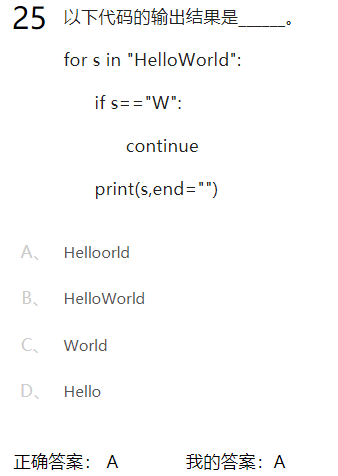 25 以下代码的输出结果是______。
for s in "HelloWorld":
if s=="W":
continue
print(s,end="")
A、 Helloorld
B、 HelloWorld
C、 World
D、 Hello
正确答案： A 我的答案：A